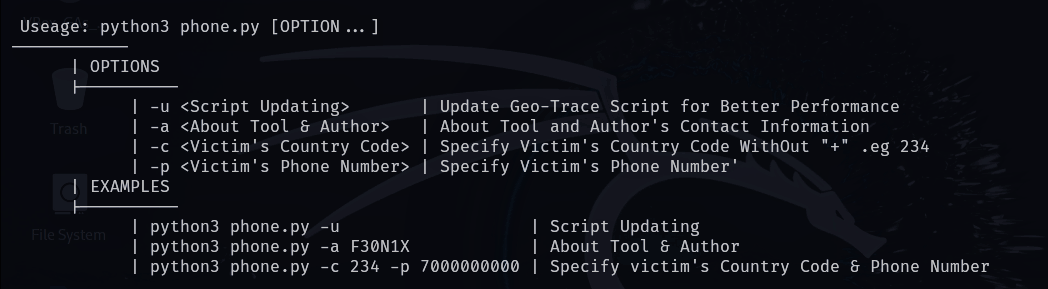 Useage: python3 phone.py [OPTION...]
| OPTIONS
| -u <Script Updating> | Update Geo-Trace Script for Better Performance
| -a <About Tool & Author> | About Tool and Author's Contact Information
Trash
| -c <Victim's Country Code> | Specify Victim's Country Code WithOut "+" .eg 234
| -p <Victim's Phone Number> | Specify Victim's Phone Number'
| EXAMPLES
| python3 phone.py -u | Script Updating
File System
| python3 phone.py -a F30N1X | About Tool & Author
| python3 phone.py -c 234 -p 7000000000 | Specify victim's Country Code & Phone Number